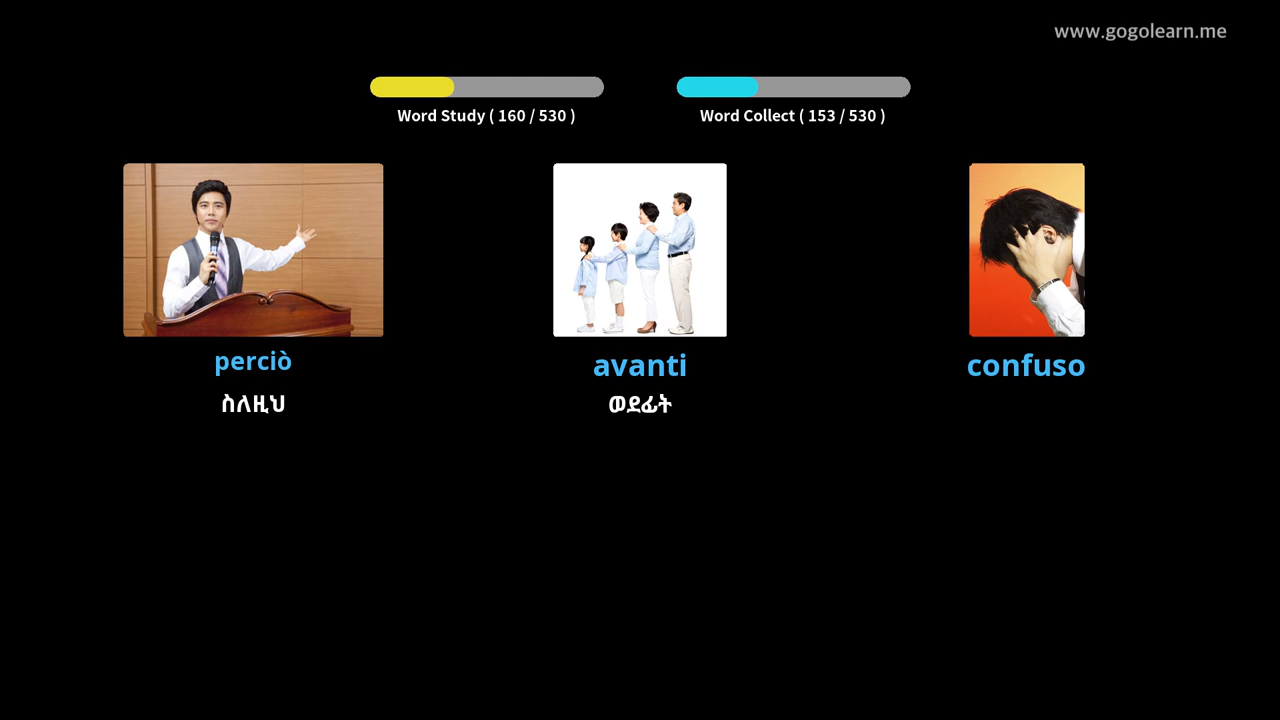 www.gogolearn.me
Word Study ( 160 / 530 )
Word Collect ( 153 / 530 )
perciò
avanti
confuso
ስለዚህ
ወደፊት